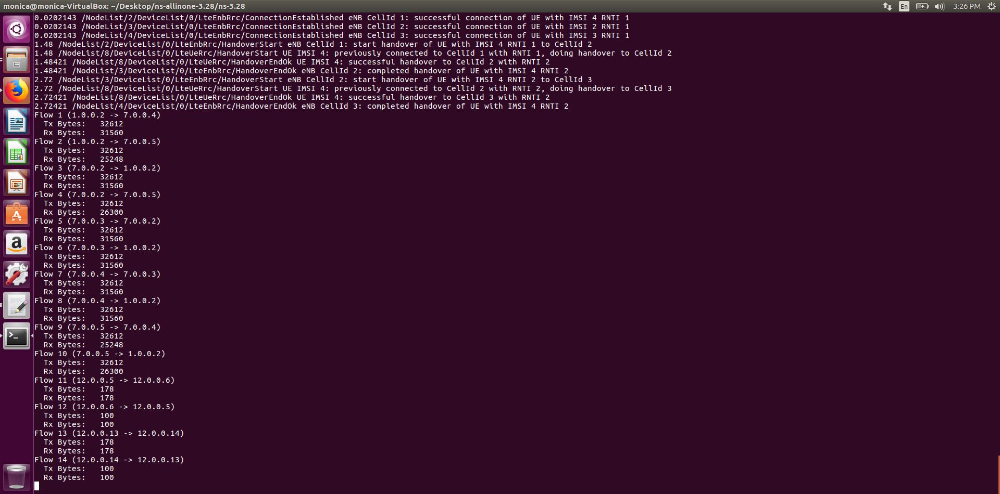 monica@monica-VirtualBox: ~/Desktop/ns-allinone-3.28/ns-3.28
En
3:26 PM
0.0202143 /NodeList/2/DeviceList/0/LteEnbRrc/ConnectionEstablished eNB CellId 1: successful connection of UE with IMSI 4 RNTI 1
0.0202143 /NodeList/3/DeviceList/0/LteEnbRrc/ConnectionEstablished eNB CellId 2: successful connection of UE with IMSI 2 RNTI 1
0.0202143 /NodeList/4/DeviceList/0/LteEnbRrc/ConnectionEstablished eNB CellId 3: successful connection of UE with IMSI 3 RNTI 1
1.48 /NodeList/2/DeviceList/0/LteEnbRrc/HandoverStart eNB CellId 1: start handover of UE with IMSI 4 RNTI 1 to CellId 2
1.48 /NodeList/8/DeviceList/0/LteUeRrc/HandoverStart UE IMSI 4: previously connected to CellId 1 with RNTI 1, doing handover to CellId 2
1.48421 /NodeList/8/DeviceList/0/LteUeRrc/HandoverEndOk UE IMSI 4: successful handover to CellId 2 with RNTI 2
1.48421 /NodeList/3/DeviceList/0/LteEnbRrc/HandoverEndOk eNB CellId 2: completed handover of UE with IMSI 4 RNTI 2
2.72 /NodeList/3/DeviceList/0/LteEnbRrc/HandoverStart eNB CellId 2: start handover of UE with IMSI 4 RNTI 2 to CellId 3
2.72 /NodeList/8/DeviceList/0/LteUeRrc/HandoverStart UE IMSI 4: previously connected to CellId 2 with RNTI 2, doing handover to CellId 3
2.72421 /NodeList/8/DeviceList/0/LteUeRrc/HandoverEndOk UE IMSI 4: successful handover to CellId 3 with RNTI 2
2.72421 /NodeList/4/DeviceList/0/LteEnbRrc/HandoverEndOk eNB CellId 3: completed handover of UE with IMSI 4 RNTI 2
Flow 1 (1.0.0.2 -> 7.0.0.4)
Tx Bytes: 32612
Rx Bytes: 31560
Flow 2 (1.0.0.2 -> 7.0.0.5)
Tx Bytes: 32612
Rx Bytes: 25248
Flow 3 (7.0.0.2 -> 1.0.0.2)
Tx Bytes: 32612
Rx Bytes: 31560
Flow 4 (7.0.0.2 -> 7.0.0.5)
Tx Bytes: 32612
Rx Bytes: 26300
Flow 5 (7.0.0.3 -> 7.0.0.2)
Tx Bytes: 32612
Rx Bytes: 31560
Flow 6 (7.0.0.3 -> 1.0.0.2)
Tx Bytes: 32612
Rx Bytes: 31560
Flow 7 (7.0.0.4 -> 7.0.0.3)
Tx Bytes: 32612
Rx Bytes: 31560
Flow 8 (7.0.0.4 -> 1.0.0.2)
Tx Bytes: 32612
Rx Bytes: 31560
Flow 9 (7.0.0.5 -> 7.0.0.4)
Tx Bytes: 32612
Rx Bytes: 25248
Flow 10 (7.0.0.5 -> 1.0.0.2)
Tx Bytes: 32612
Rx Bytes: 26300
Flow 11 (12.0.0.5 -> 12.0.0.6)
Tx Bytes: 178
Rx Bytes: 178
Flow 12 (12.0.0.6 -> 12.0.0.5)
Tx Bytes: 100
Rx Bytes: 100
Flow 13 (12.0.0.13 -> 12.0.0.14)
Tx Bytes: 178
Rx Bytes: 178
Flow 14 (12.0.0.14 -> 12.0.0.13)
Tx Bytes: 100
Rx Bytes: 100